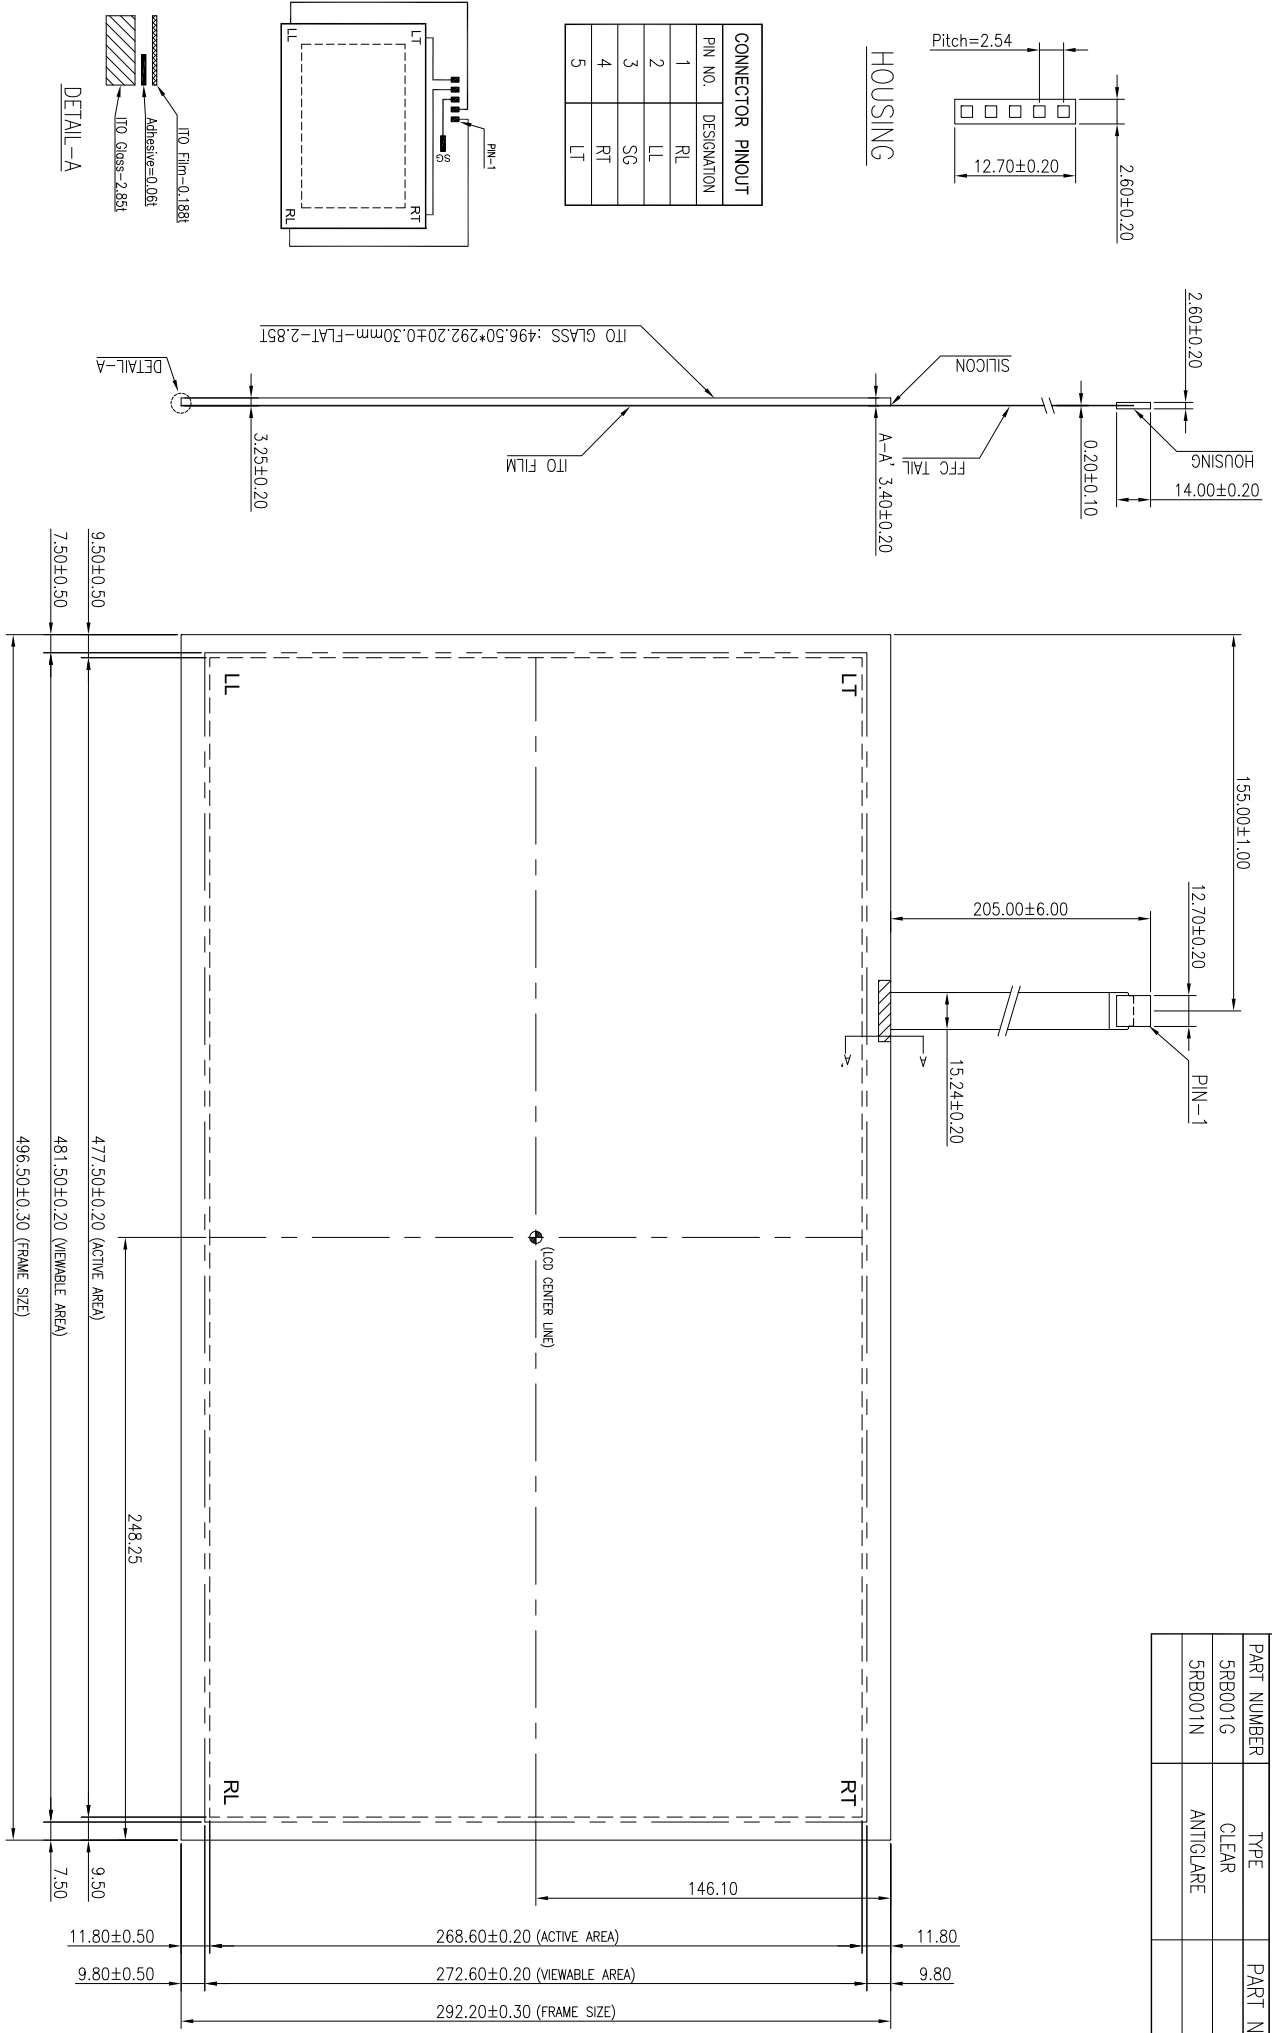 Pitch=2.54
12.70±0.20
2.60±0.20
HOUSING
CONNECTOR PINOUT
PIN NO. DESIGNATION
1 RL
2 LL
3 SG
4 RT
5 LT
LT
LL
RT
RL
PIN-1
SG
ITO Film-0.188t
Adhesive=0.06t
ITO Glass-2.85t
DETAIL-A
2.60±0.20
HOUSING
14.00±0.20
0.20±0.10
FFC TAIL
SILICON
A-A' 3.40±0.20
ITO GLASS :496.50*292.20±0.30mm-FLAT-2.85T
ITO FILM
3.25±0.20
DETAIL-A
155.00±1.00
12.70±0.20
205.00±6.00
PIN-1
15.24±0.20
A
A'
LT
LL
RT
RL
(LCD CENTER LINE)
9.50±0.50
7.50±0.50
477.50±0.20 (ACTIVE AREA)
481.50±0.20 (VIEWABLE AREA)
496.50±0.30 (FRAME SIZE)
248.25
9.50
7.50
146.10
11.80±0.50
268.60±0.20 (ACTIVE AREA)
11.80
9.80±0.50
272.60±0.20 (VIEWABLE AREA)
9.80
292.20±0.30 (FRAME SIZE)
PART NUMBER TYPE PART N
5RB001G CLEAR
5RB001N ANTIGLARE